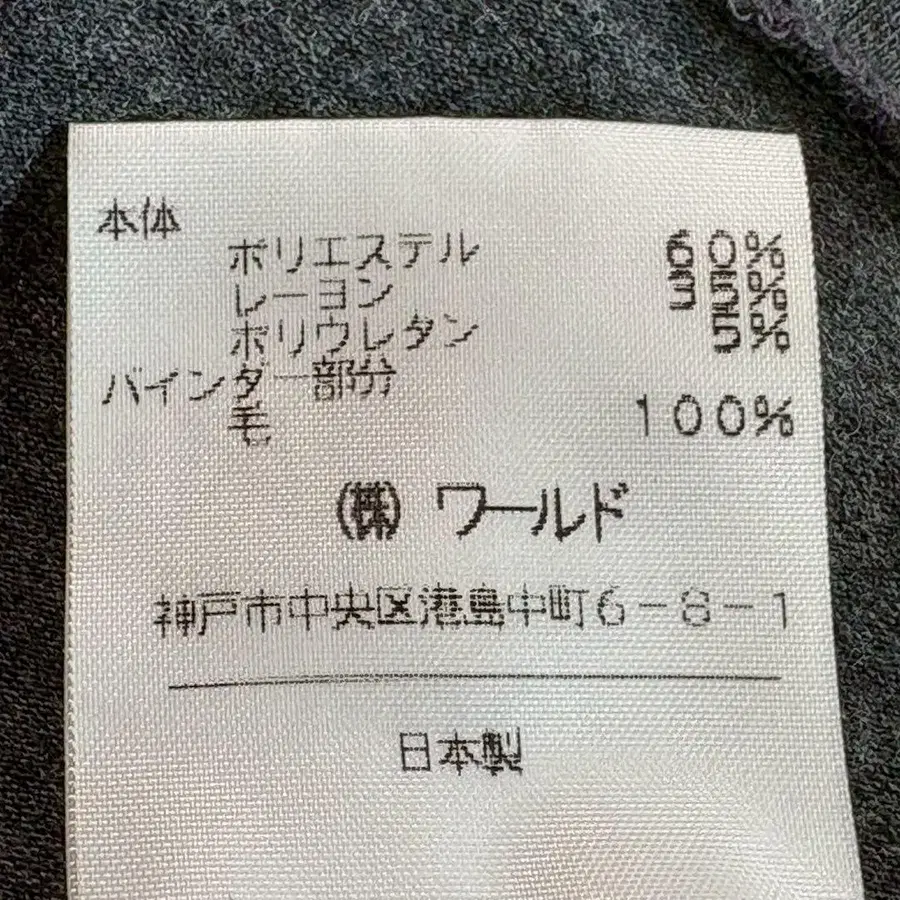 本体
ポリエステル 60%
レーヨン 35%
ポリウレタン 5%
バインダー部分
毛 100%
㈱ ワールド
神戸市中央区港島中町6-8-1
日本製